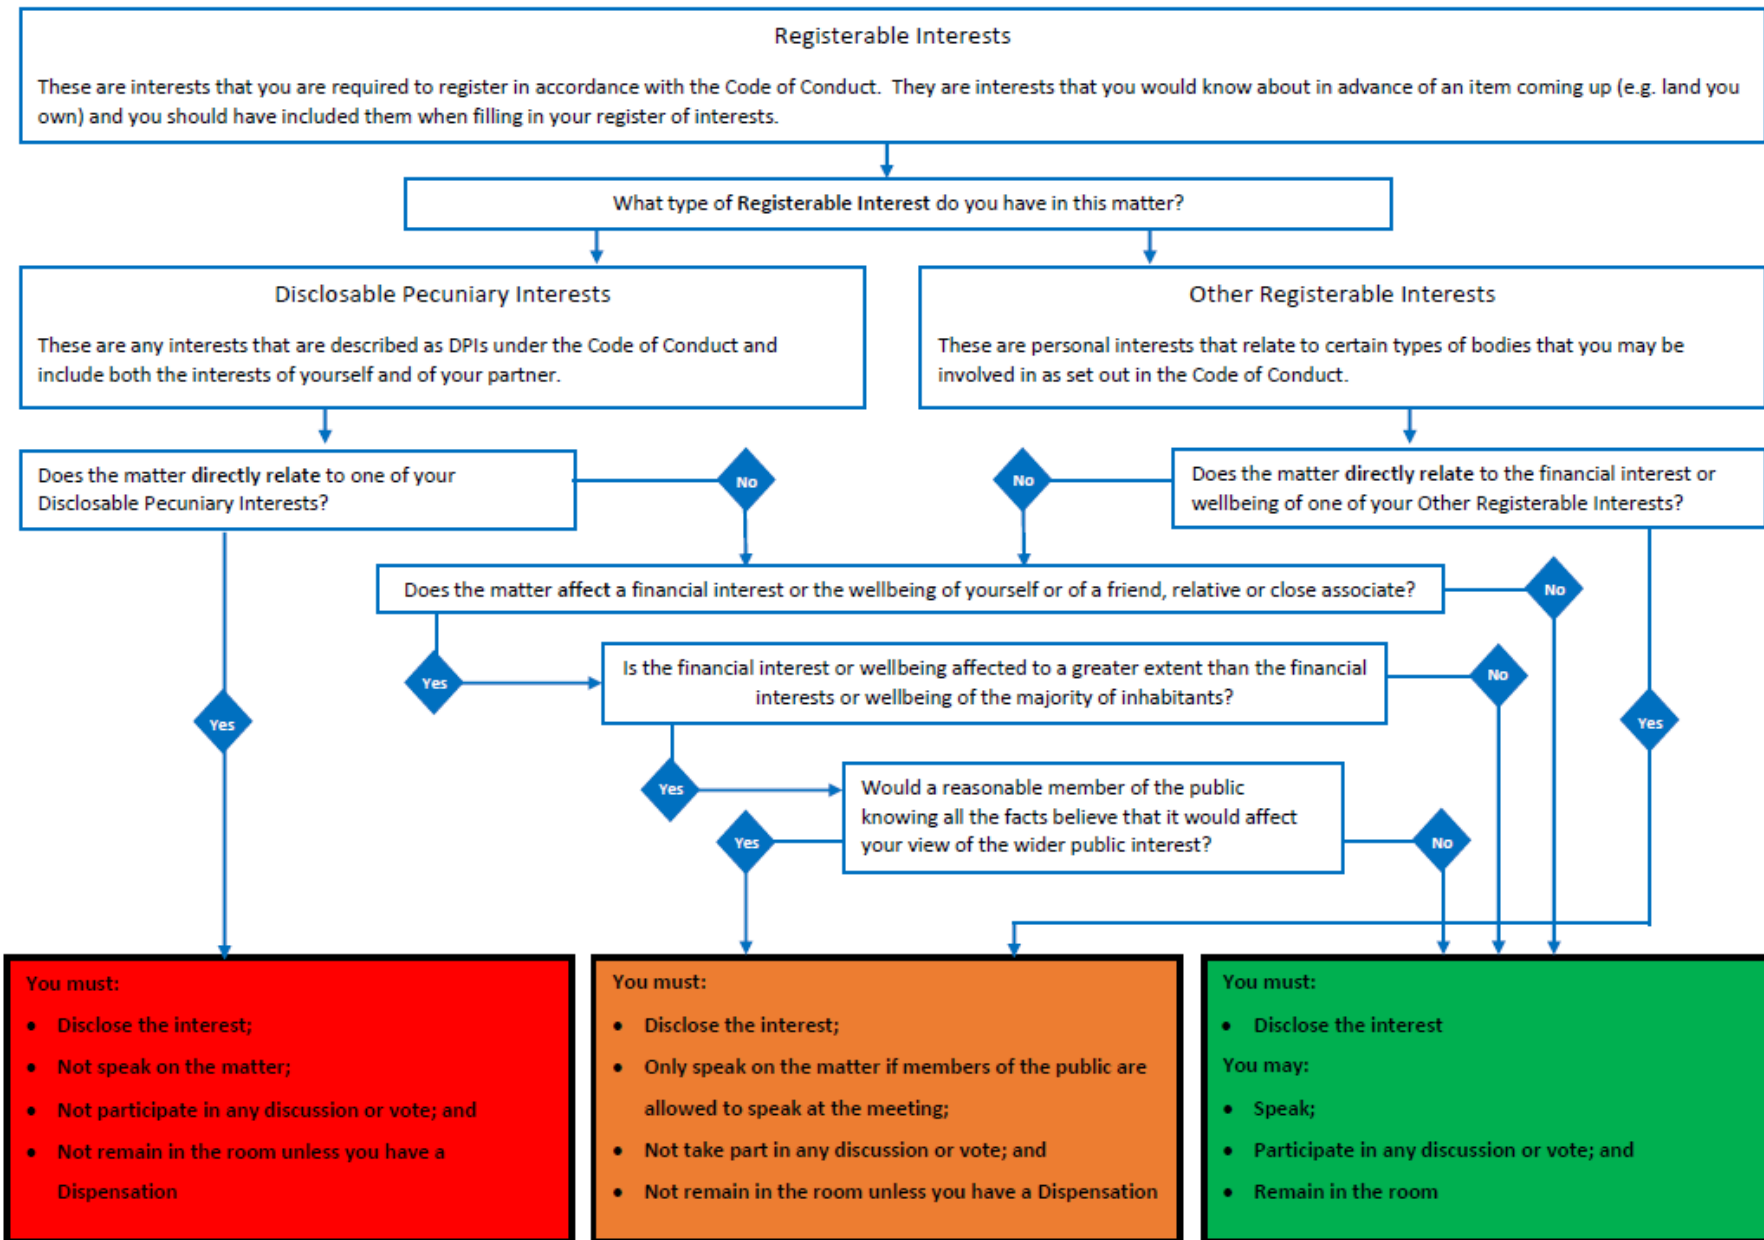 Registerable Interests
These are interests that you are required to register in accordance with the Code of Conduct. They are interests that you would know about in advance of an item coming up (e.g. land you
own) and you should have included them when filling in your register of interests.
What type of Registerable Interest do you have in this matter?
Disclosable Pecuniary Interests
These are any interests that are described as DPIs under the Code of Conduct and
include both the interests of yourself and of your partner.
Other Registerable Interests
These are personal interests that relate to certain types of bodies that you may be
involved in as set out in the Code of Conduct.
Does the matter directly relate to one of your
Disclosable Pecuniary Interests?
No
No
Does the matter directly relate to the financial interest or
wellbeing of one of your Other Registerable Interests?
Does the matter affect a financial interest or the wellbeing of yourself or of a friend, relative or close associate?
No
Yes
Is the financial interest or wellbeing affected to a greater extent than the financial
interests or wellbeing of the majority of inhabitants?
No
Yes
Yes
Yes
Would a reasonable member of the public
knowing all the facts believe that it would affect
your view of the wider public interest?
Yes
No
You must:
• Disclose the interest;
• Not speak on the matter;
• Not participate in any discussion or vote; and
• Not remain in the room unless you have a
Dispensation
You must:
• Disclose the interest;
• Only speak on the matter if members of the public are
allowed to speak at the meeting;
• Not take part in any discussion or vote; and
• Not remain in the room unless you have a Dispensation
You must:
• Disclose the interest
You may:
• Speak;
• Participate in any discussion or vote; and
• Remain in the room